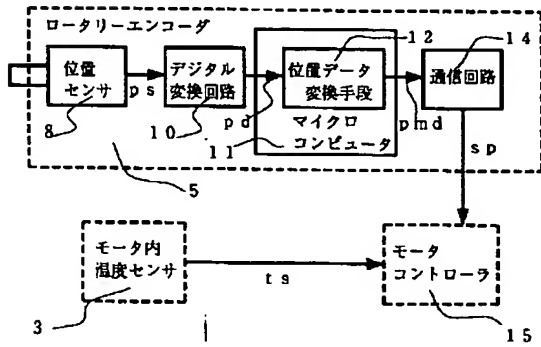 ロータリーエンコーダ
位置
センサ
8
ps
デジタル
変換回路
10
pd
12
位置データ
変換手段
マイクロ
コンピュータ
11
pmd
14
通信回路
sp
5
モータ内
温度センサ
3
ts
モータ
コントローラ
15